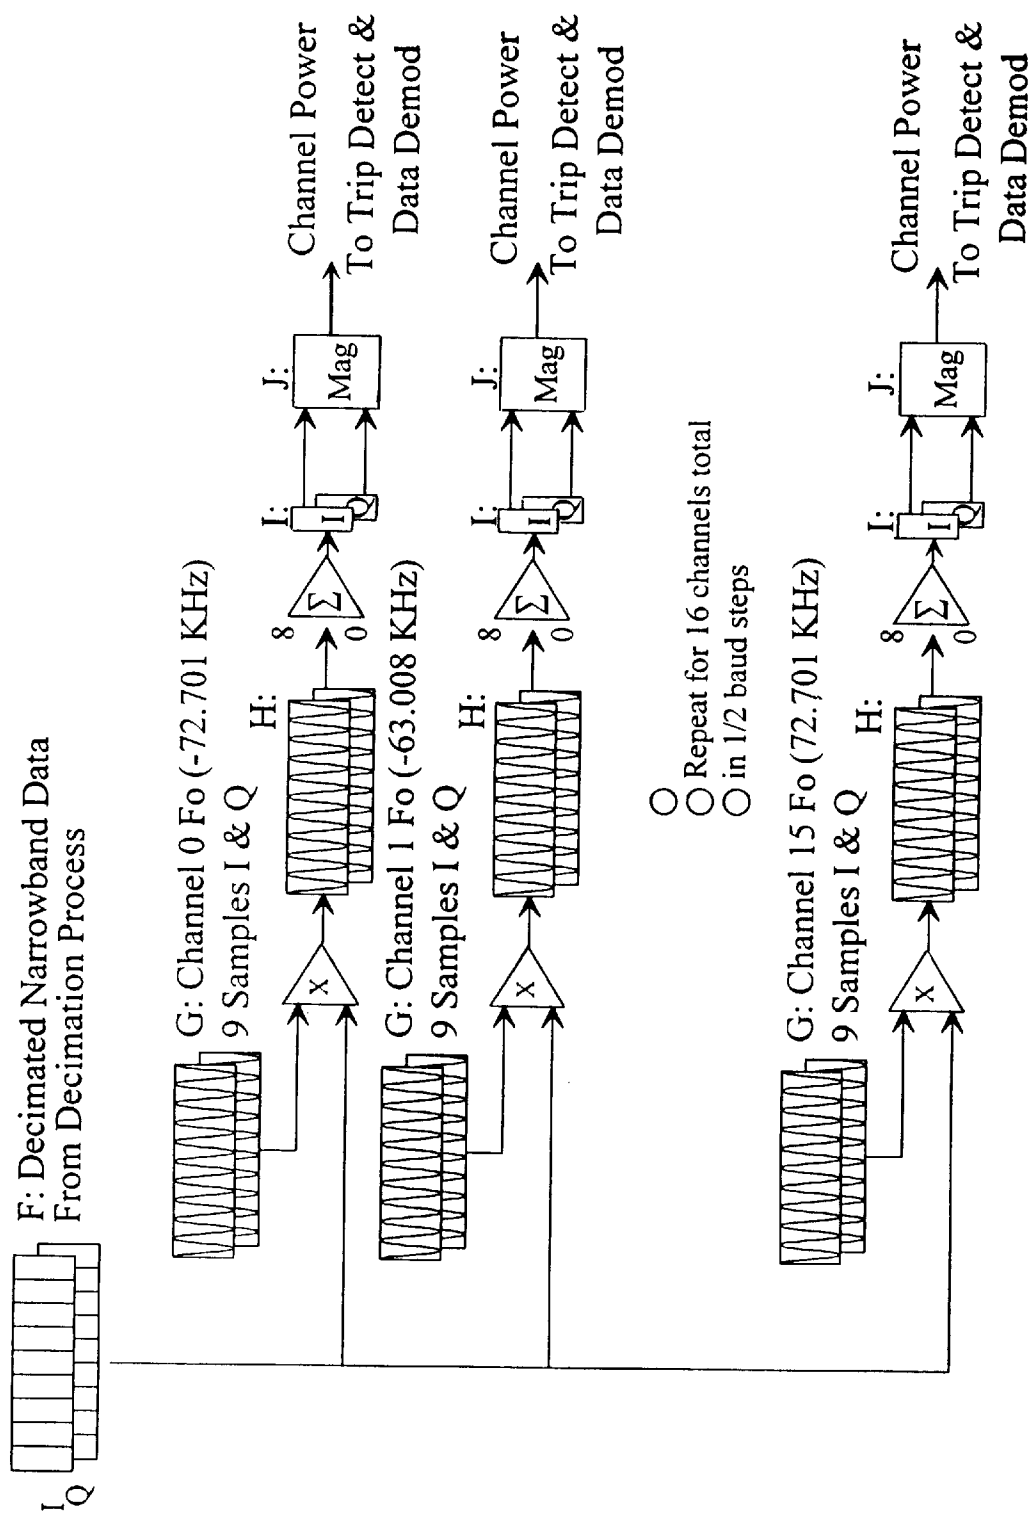 F: Decimated Narrowband Data
From Decimation Process
I
Q
G: Channel 0 Fo (-72.701 KHz)
9 Samples I & Q
X
H:
8
0
Σ
I:
I
Q
J:
Mag
Channel Power
To Trip Detect &
Data Demod
G: Channel 1 Fo (-63.008 KHz)
9 Samples I & Q
X
H:
8
0
Σ
I:
I
Q
J:
Mag
Channel Power
To Trip Detect &
Data Demod
Repeat for 16 channels total
in 1/2 baud steps
G: Channel 15 Fo (72.701 KHz)
9 Samples I & Q
X
H:
8
0
Σ
I:
I
Q
J:
Mag
Channel Power
To Trip Detect &
Data Demod